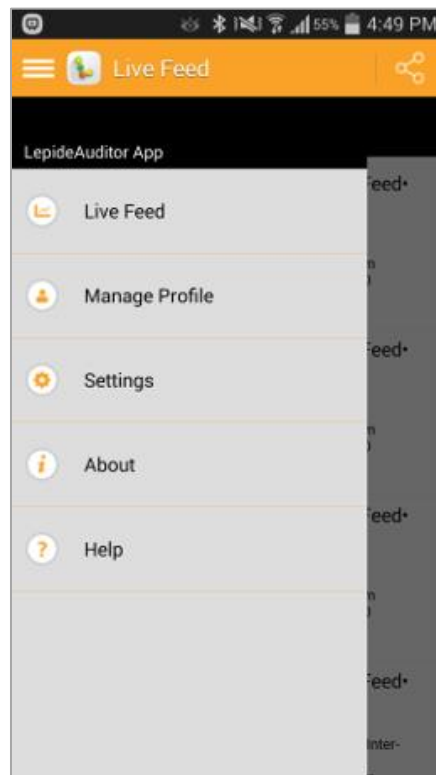 55% 4:49 PM
Live Feed
LepideAuditor App
Live Feed
Manage Profile
Settings
About
Help
Feed•
Feed•
Feed•
Feed•
Inter-